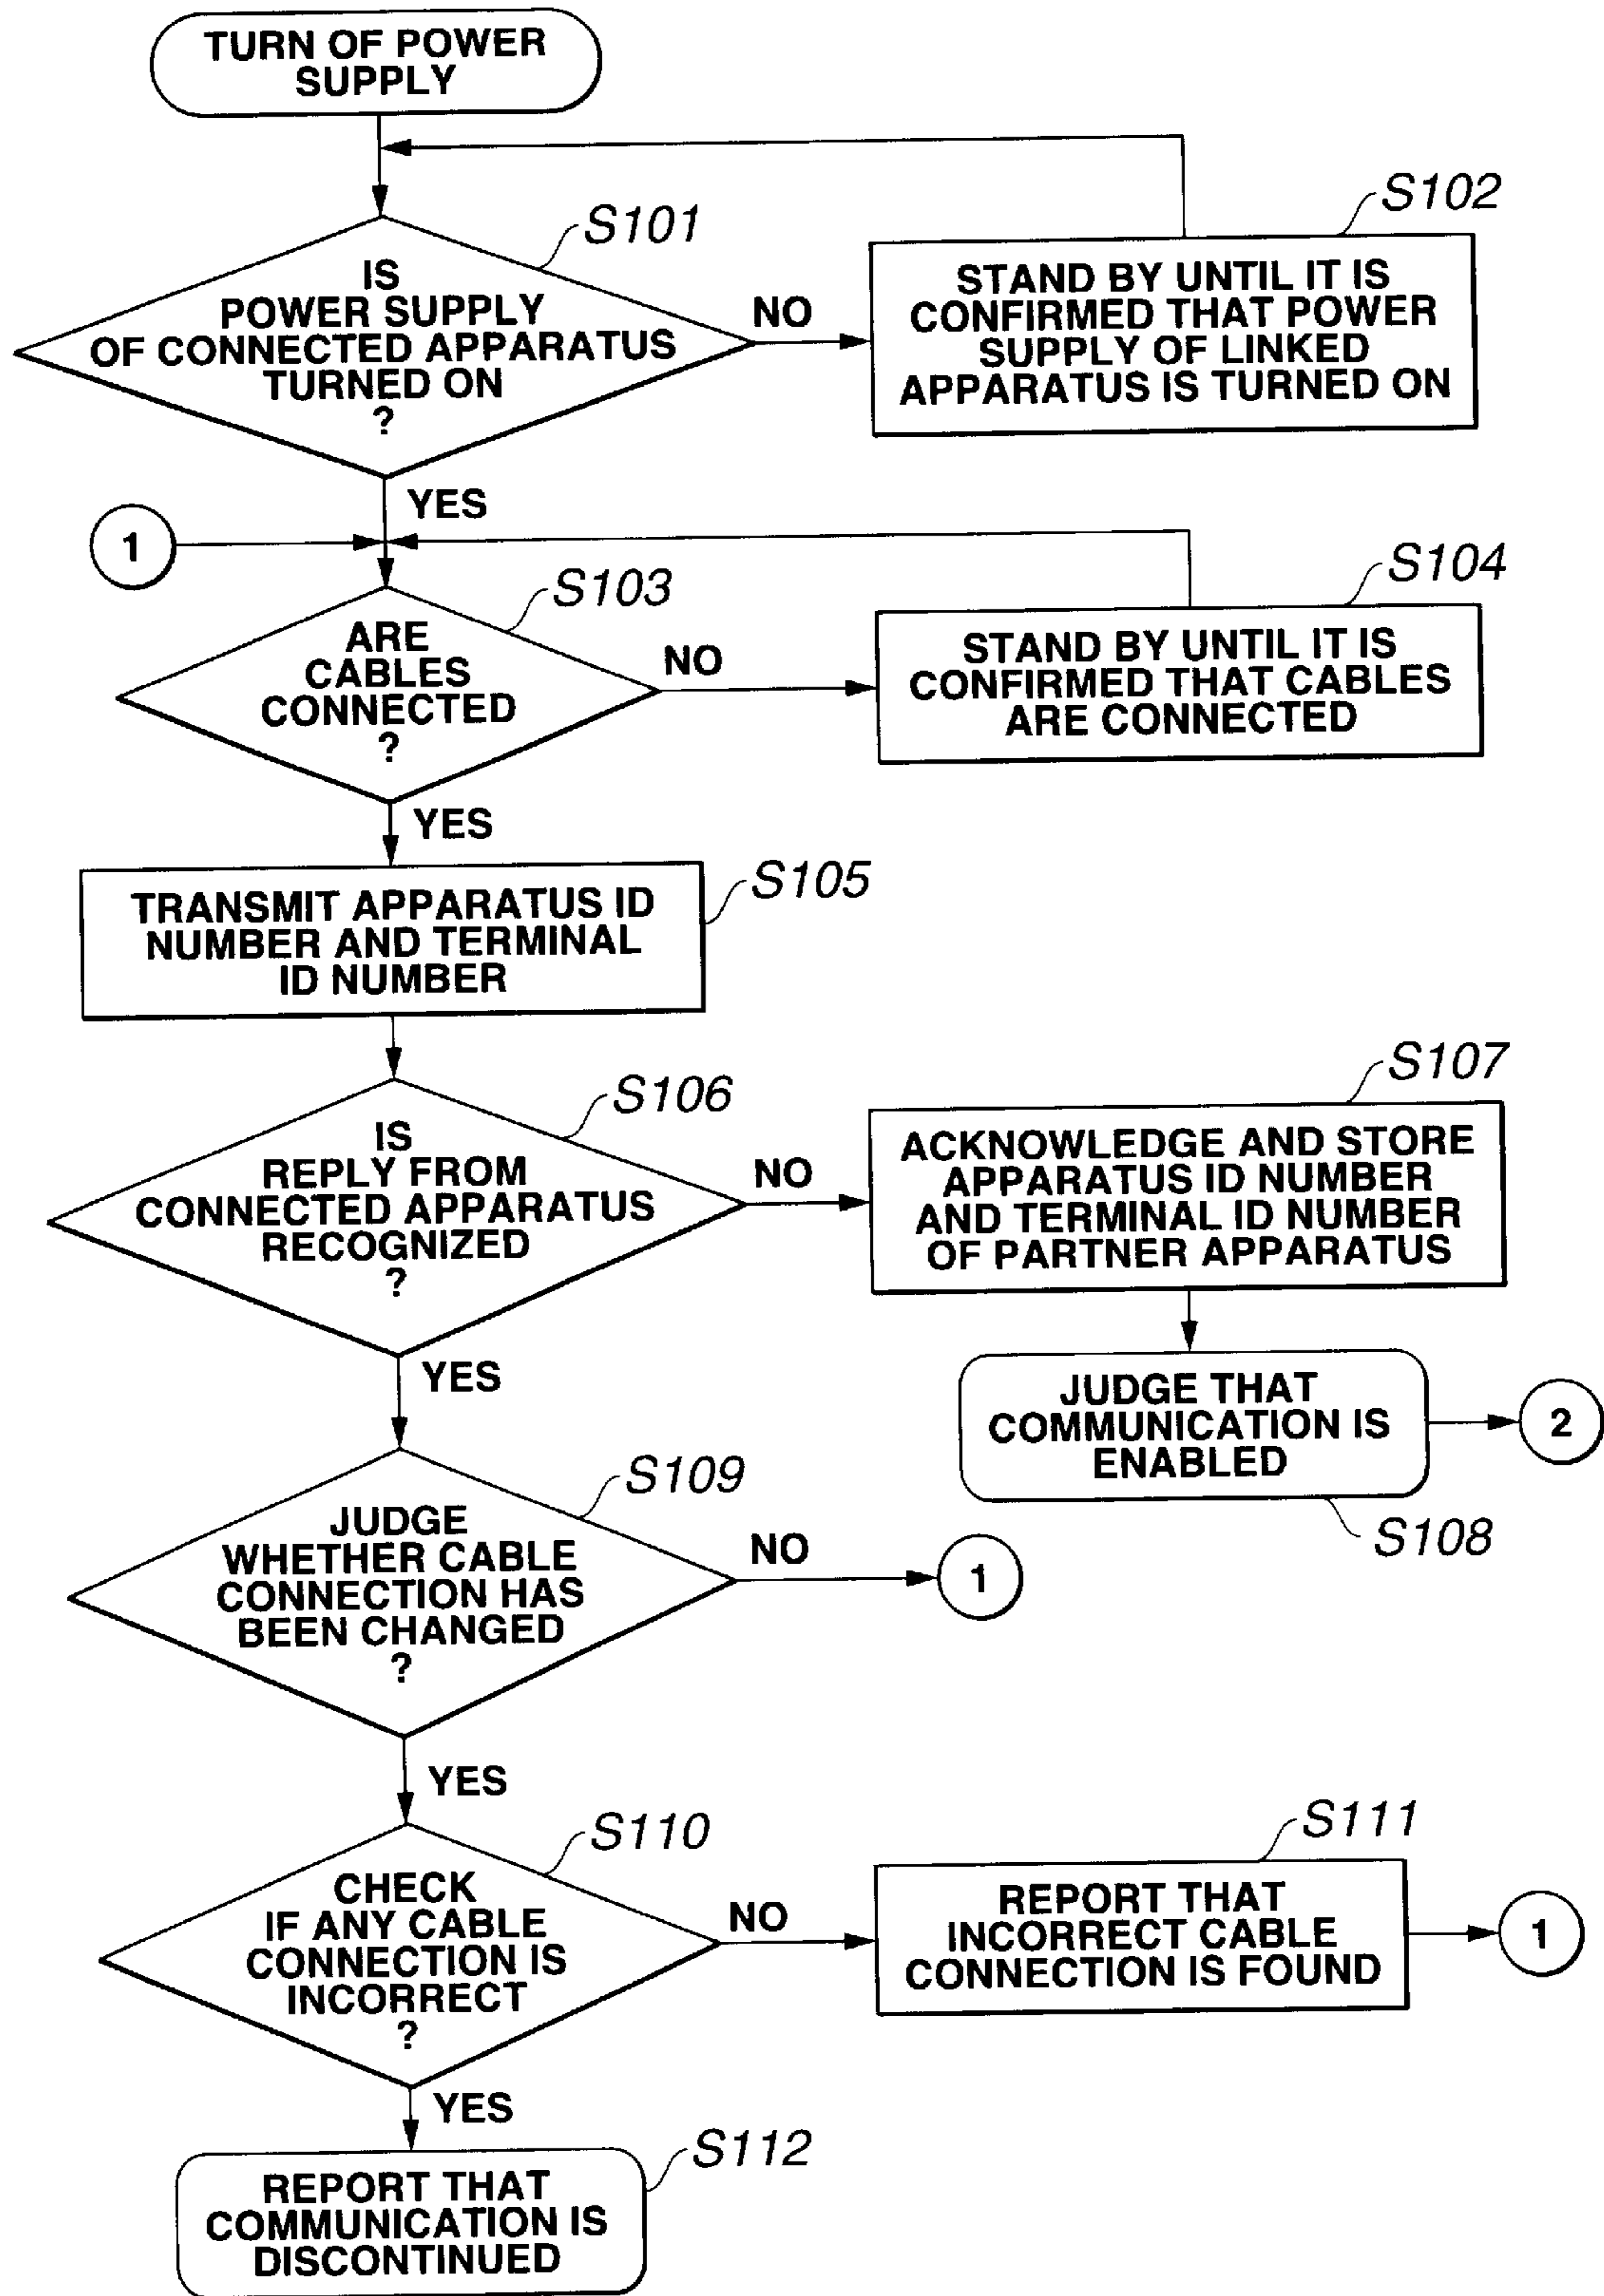 TURN OF POWER
SUPPLY
S101
IS
POWER SUPPLY
OF CONNECTED APPARATUS
TURNED ON
?
NO
S102
STAND BY UNTIL IT IS
CONFIRMED THAT POWER
SUPPLY OF LINKED
APPARATUS IS TURNED ON
YES
1
S103
ARE
CABLES
CONNECTED
?
NO
S104
STAND BY UNTIL IT IS
CONFIRMED THAT CABLES
ARE CONNECTED
YES
S105
TRANSMIT APPARATUS ID
NUMBER AND TERMINAL
ID NUMBER
S106
IS
REPLY FROM
CONNECTED APPARATUS
RECOGNIZED
?
NO
S107
ACKNOWLEDGE AND STORE
APPARATUS ID NUMBER
AND TERMINAL ID NUMBER
OF PARTNER APPARATUS
YES
JUDGE THAT
COMMUNICATION IS
ENABLED
2
S108
S109
JUDGE
WHETHER CABLE
CONNECTION HAS
BEEN CHANGED
?
NO
1
YES
S110
CHECK
IF ANY CABLE
CONNECTION IS
INCORRECT
?
NO
S111
REPORT THAT
INCORRECT CABLE
CONNECTION IS FOUND
1
YES
S112
REPORT THAT
COMMUNICATION IS
DISCONTINUED